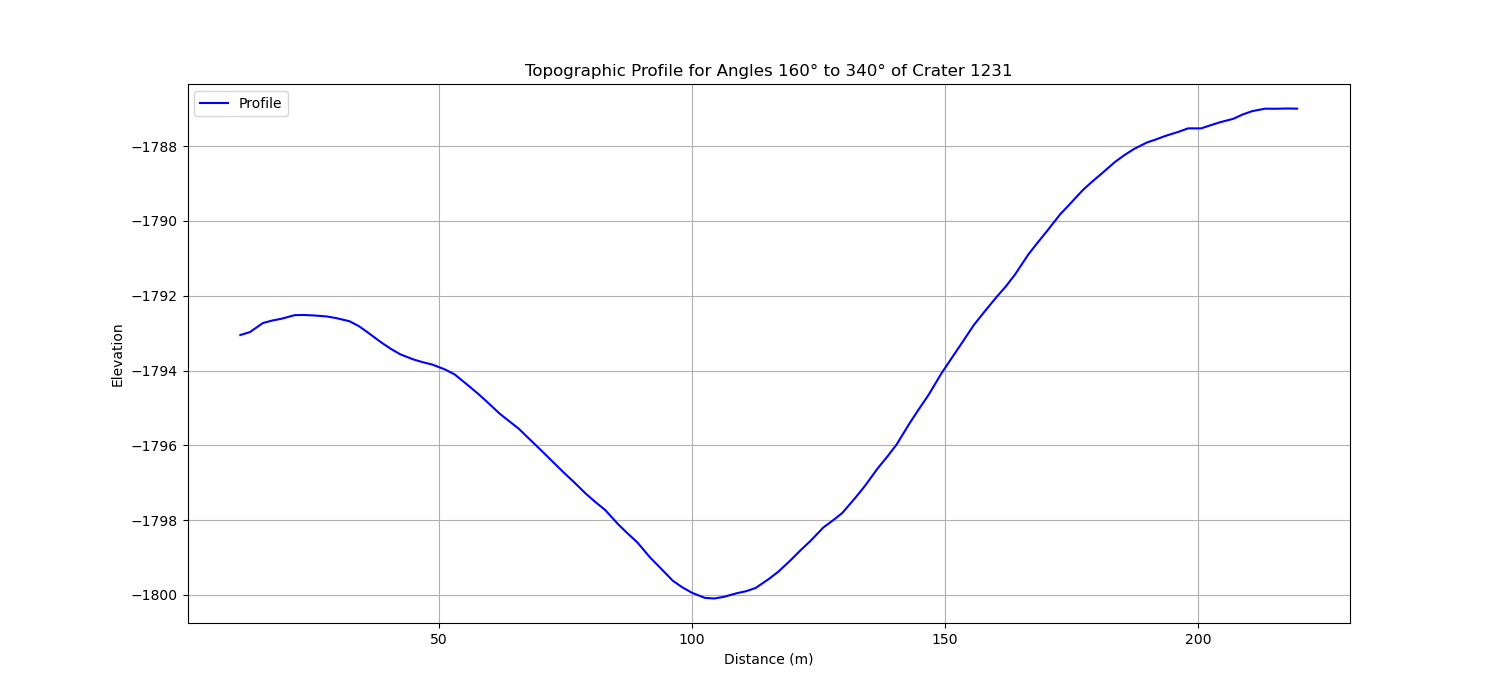 Topographic Profile for Angles 160° to 340° of Crater 1231
Profile
−1788
−1790
−1792
−1794
−1796
−1798
−1800
Elevation
50
100
150
200
Distance (m)